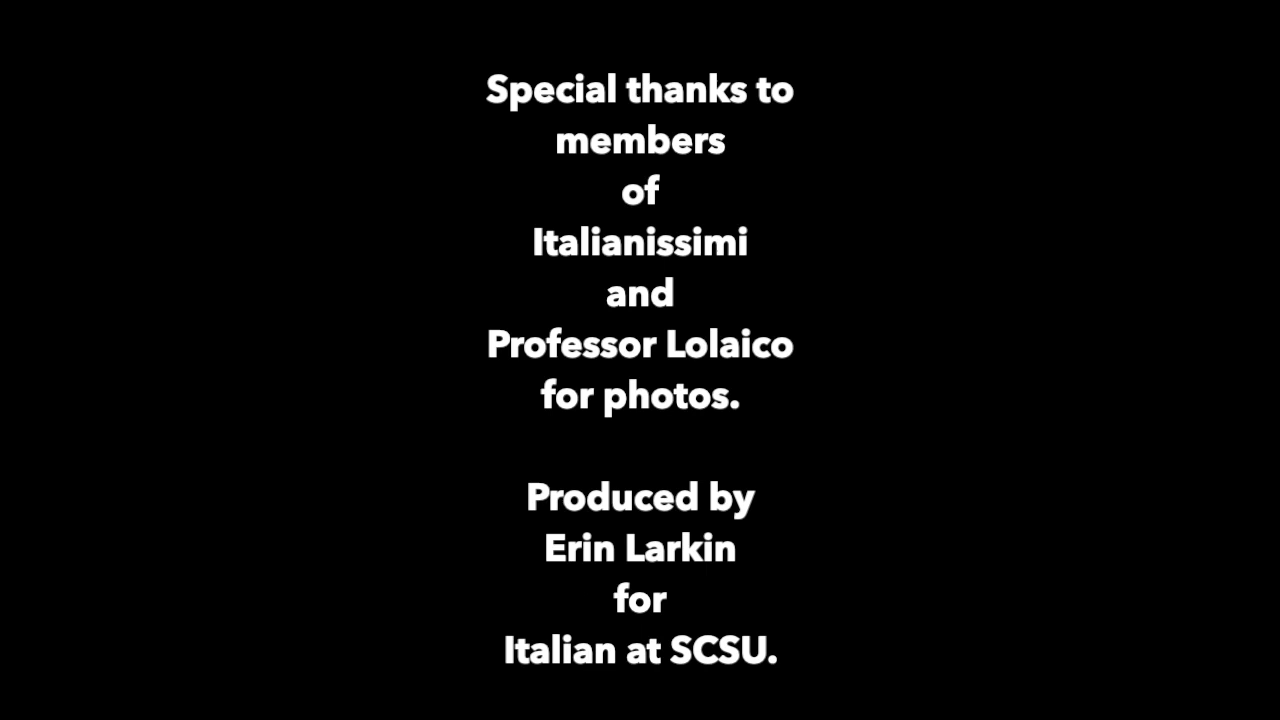 Special thanks to
members
of
Italianissimi
and
Professor Lolaico
for photos.
Produced by
Erin Larkin
for
Italian at SCSU.